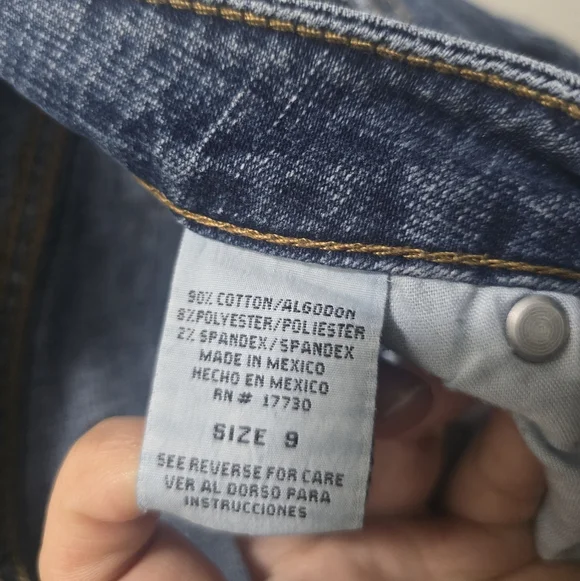 90% COTTON/ALGODON
8%POLYESTER/POLIESTER
2% SPANDEX/SPANDEX
MADE IN MEXICO
HECHO EN MEXICO
RN # 17730
SIZE 9
SEE REVERSE FOR CARE
VER AL DORSO PARA
INSTRUCCIONES